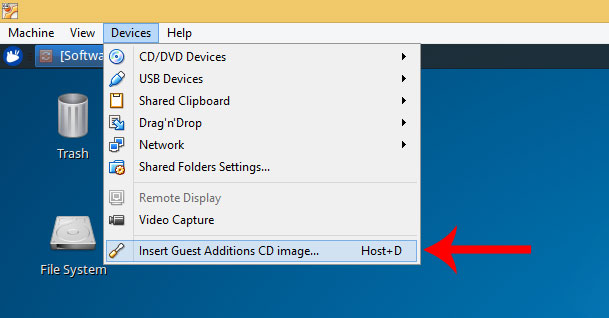 Machine View Devices Help
[Softwa
CD/DVD Devices
USB Devices
Shared Clipboard
Drag'n'Drop
Network
Shared Folders Settings...
Remote Display
Video Capture
Insert Guest Additions CD image... Host+D
Trash
File System